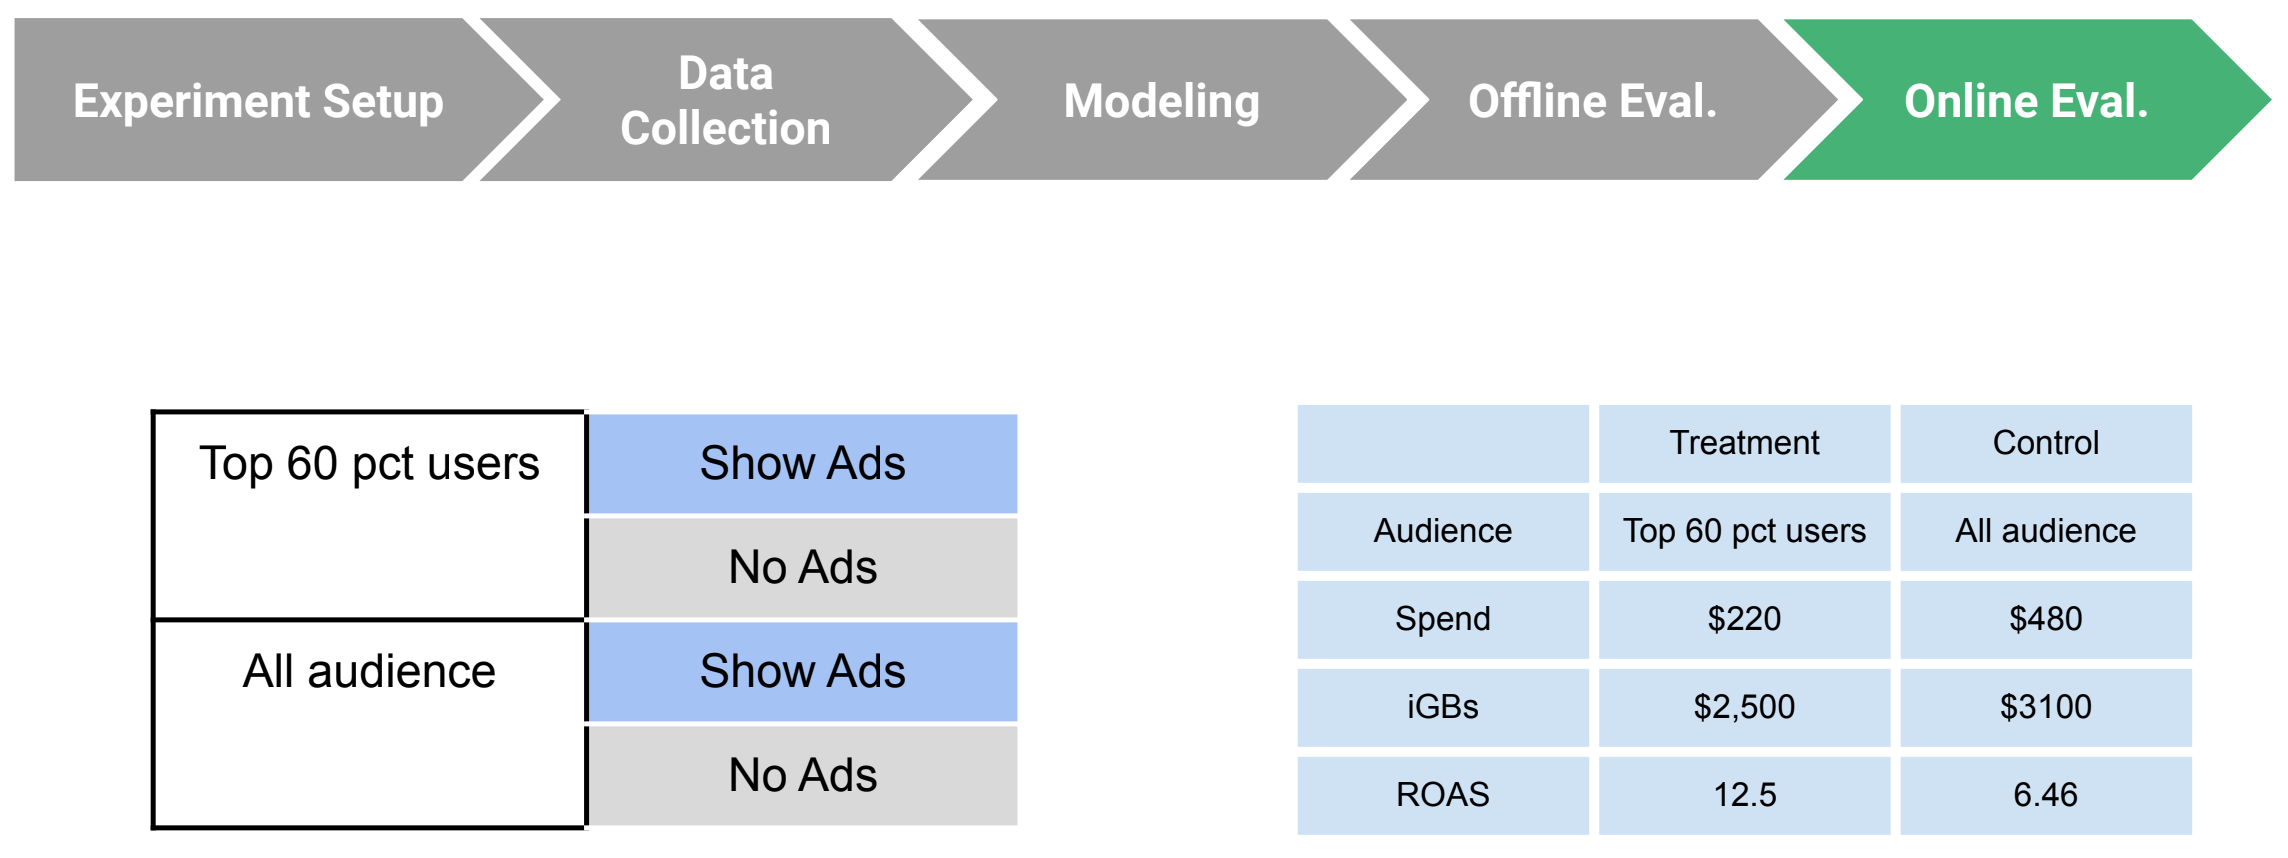 Experiment Setup
Data
Collection
Modeling
Offline Eval.
Online Eval.
Top 60 pct users
Show Ads
No Ads
All audience
Show Ads
No Ads
Treatment
Control
Audience
Top 60 pct users
All audience
Spend
$220
$480
iGBs
$2,500
$3100
ROAS
12.5
6.46